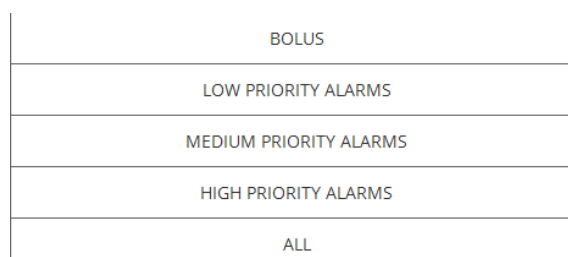 BOLUS
LOW PRIORITY ALARMS
MEDIUM PRIORITY ALARMS
HIGH PRIORITY ALARMS
ALL